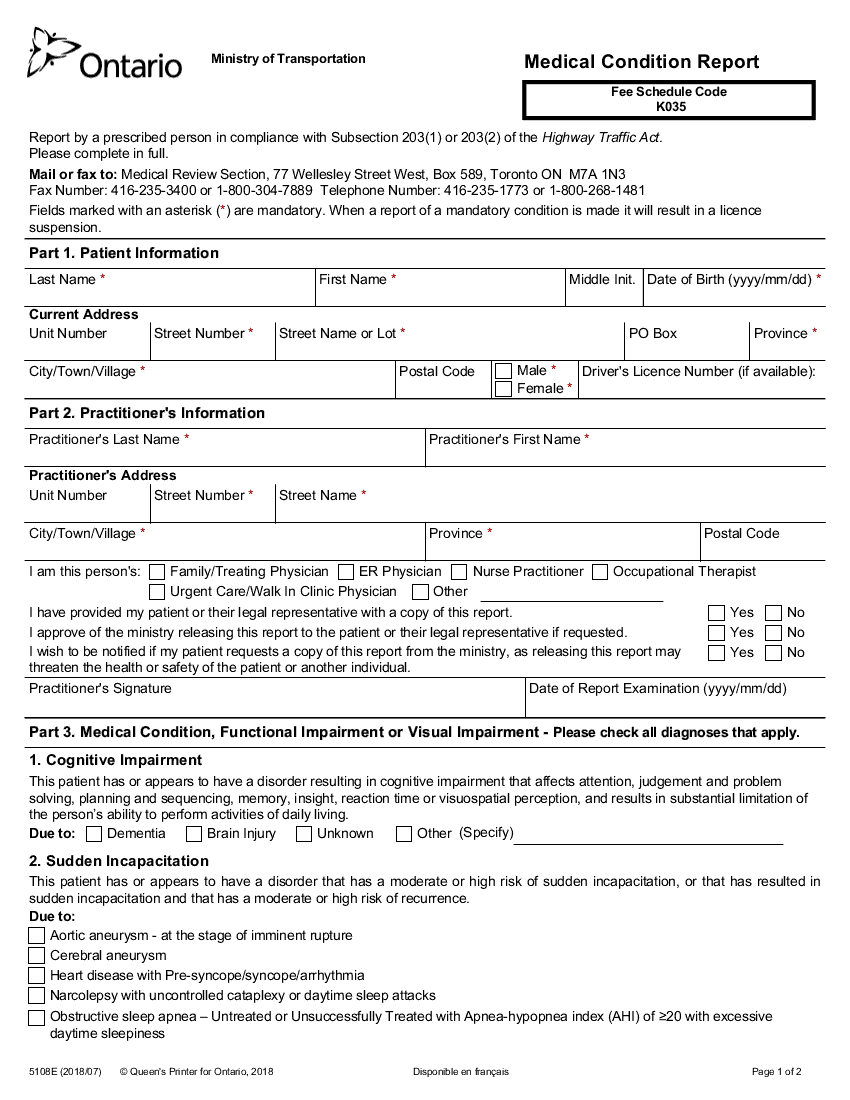 Ontario
Ministry of Transportation
Medical Condition Report
Fee Schedule Code
K035
Report by a prescribed person in compliance with Subsection 203(1) or 203(2) of the Highway Traffic Act.
Please complete in full.
Mail or fax to: Medical Review Section, 77 Wellesley Street West, Box 589, Toronto ON  M7A 1N3
Fax Number: 416-235-3400 or 1-800-304-7889  Telephone Number: 416-235-1773 or 1-800-268-1481
Fields marked with an asterisk (*) are mandatory. When a report of a mandatory condition is made it will result in a licence
suspension.
Part 1. Patient Information
Last Name * First Name * Middle Init. Date of Birth (yyyy/mm/dd) *
Current Address
Unit Number Street Number * Street Name or Lot * PO Box Province *
City/Town/Village * Postal Code Male * Driver's Licence Number (if available):
Female *
Part 2. Practitioner's Information
Practitioner's Last Name * Practitioner's First Name *
Practitioner's Address
Unit Number Street Number * Street Name *
City/Town/Village * Province * Postal Code
I am this person's: Family/Treating Physician ER Physician Nurse Practitioner Occupational Therapist
Urgent Care/Walk In Clinic Physician Other
I have provided my patient or their legal representative with a copy of this report. Yes No
I approve of the ministry releasing this report to the patient or their legal representative if requested. Yes No
I wish to be notified if my patient requests a copy of this report from the ministry, as releasing this report may Yes No
threaten the health or safety of the patient or another individual.
Practitioner's Signature Date of Report Examination (yyyy/mm/dd)
Part 3. Medical Condition, Functional Impairment or Visual Impairment - Please check all diagnoses that apply.
1. Cognitive Impairment
This patient has or appears to have a disorder resulting in cognitive impairment that affects attention, judgement and problem
solving, planning and sequencing, memory, insight, reaction time or visuospatial perception, and results in substantial limitation of
the person’s ability to perform activities of daily living.
Due to: Dementia Brain Injury Unknown Other (Specify)
2. Sudden Incapacitation
This patient has or appears to have a disorder that has a moderate or high risk of sudden incapacitation, or that has resulted in
sudden incapacitation and that has a moderate or high risk of recurrence.
Due to:
Aortic aneurysm - at the stage of imminent rupture
Cerebral aneurysm
Heart disease with Pre-syncope/syncope/arrhythmia
Narcolepsy with uncontrolled cataplexy or daytime sleep attacks
Obstructive sleep apnea – Untreated or Unsuccessfully Treated with Apnea-hypopnea index (AHI) of ≥20 with excessive
daytime sleepiness
5108E (2018/07) © Queen's Printer for Ontario, 2018 Disponible en français Page 1 of 2